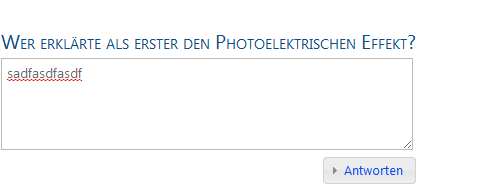 Wer erklärte als erster den Photoelektrischen Effekt?
sadfasdfasdf
Antworten